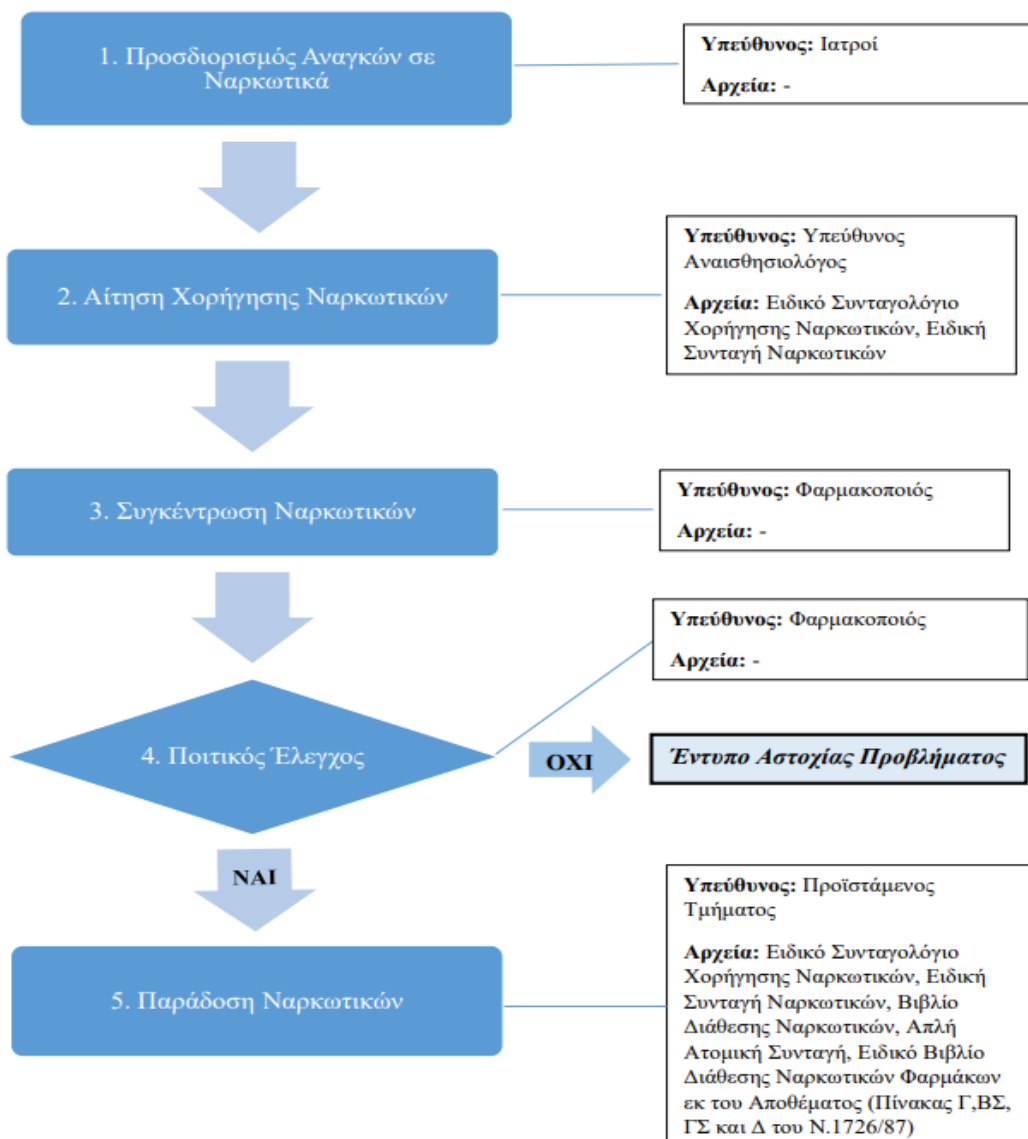 1. Προσδιορισμός Αναγκών σε
Ναρκωτικά
Υπεύθυνος: Ιατροί
Αρχεία: -
2. Αίτηση Χορήγησης Ναρκωτικών
Υπεύθυνος: Υπεύθυνος
Αναισθησιολόγος
Αρχεία: Ειδικό Συνταγολόγιο
Χορήγησης Ναρκωτικών, Ειδική
Συνταγή Ναρκωτικών
3. Συγκέντρωση Ναρκωτικών
Υπεύθυνος: Φαρμακοποιός
Αρχεία: -
4. Ποιτικός Έλεγχος
Υπεύθυνος: Φαρμακοποιός
Αρχεία: -
ΟΧΙ
Έντυπο Αστοχίας Προβλήματος
ΝΑΙ
5. Παράδοση Ναρκωτικών
Υπεύθυνος: Προϊστάμενος
Τμήματος
Αρχεία: Ειδικό Συνταγολόγιο
Χορήγησης Ναρκωτικών, Ειδική
Συνταγή Ναρκωτικών, Βιβλίο
Διάθεσης Ναρκωτικών, Απλή
Ατομική Συνταγή, Ειδικό Βιβλίο
Διάθεσης Ναρκωτικών Φαρμάκων
εκ του Αποθέματος (Πίνακας Γ,ΒΣ,
ΓΣ και Δ του Ν.1726/87)